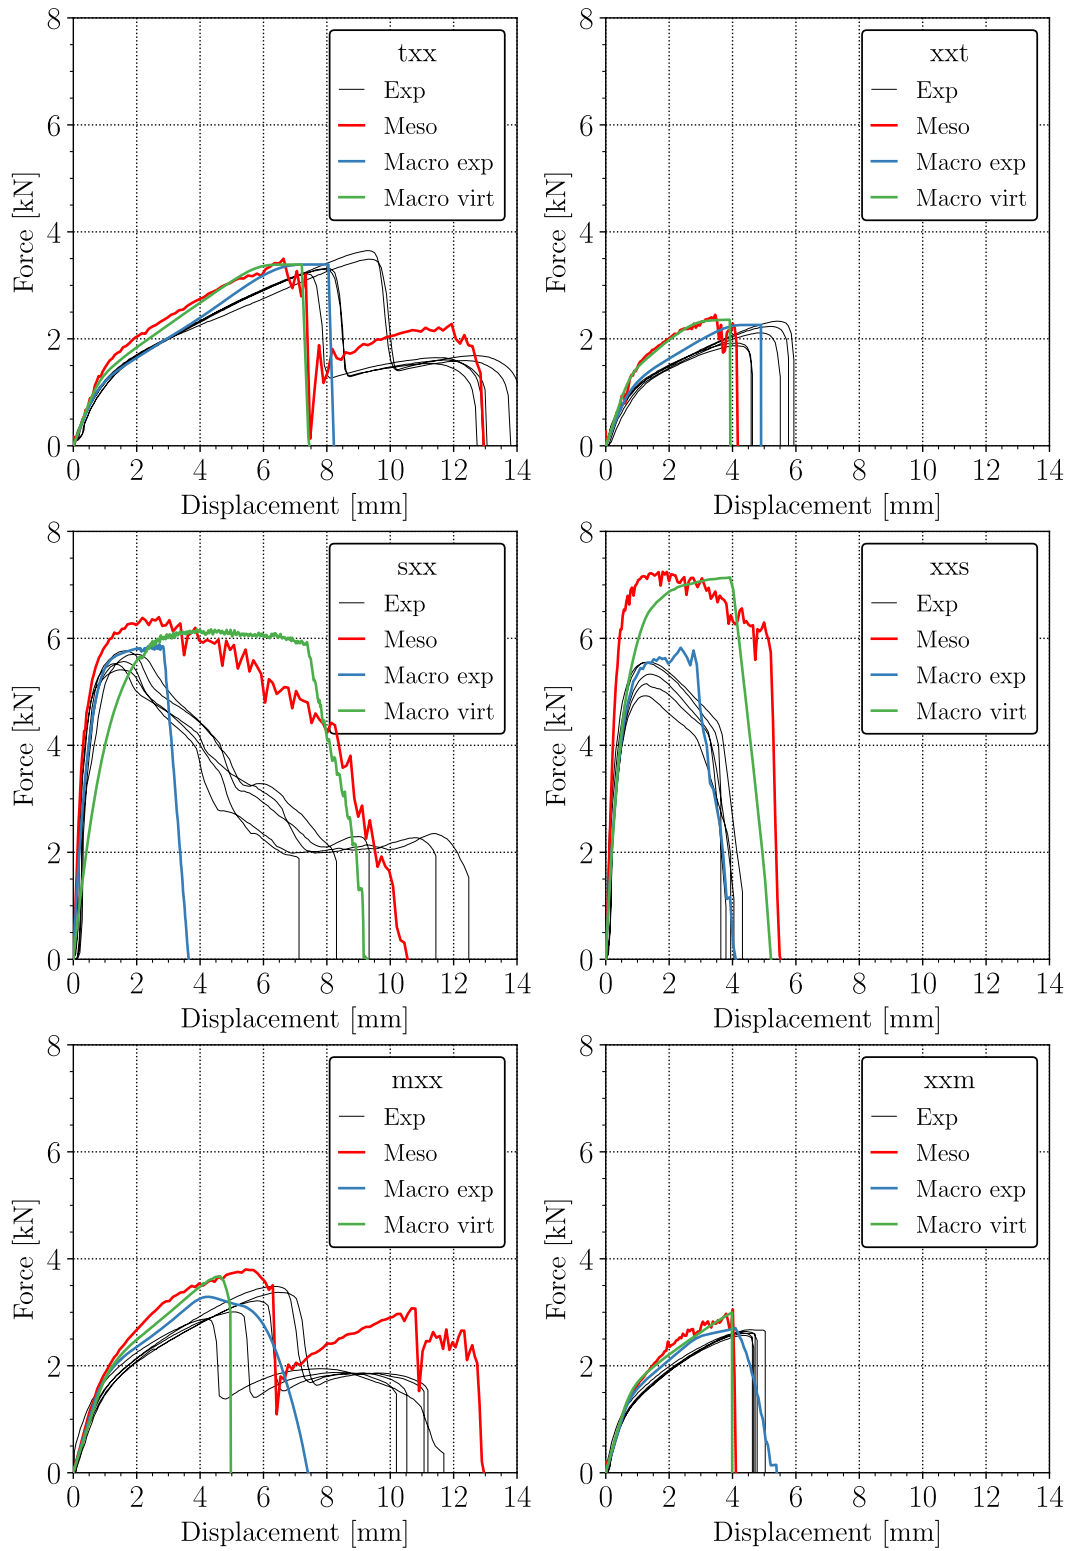 txx
Exp
Meso
Macro exp
Macro virt
Force [kN]
8
6
4
2
0
0 2 4 6 8 10 12 14
Displacement [mm]
xxt
Exp
Meso
Macro exp
Macro virt
Force [kN]
8
6
4
2
0
0 2 4 6 8 10 12 14
Displacement [mm]
sxx
Exp
Meso
Macro exp
Macro virt
Force [kN]
8
6
4
2
0
0 2 4 6 8 10 12 14
Displacement [mm]
xxs
Exp
Meso
Macro exp
Macro virt
Force [kN]
8
6
4
2
0
0 2 4 6 8 10 12 14
Displacement [mm]
mxx
Exp
Meso
Macro exp
Macro virt
Force [kN]
8
6
4
2
0
0 2 4 6 8 10 12 14
Displacement [mm]
xxm
Exp
Meso
Macro exp
Macro virt
Force [kN]
8
6
4
2
0
0 2 4 6 8 10 12 14
Displacement [mm]